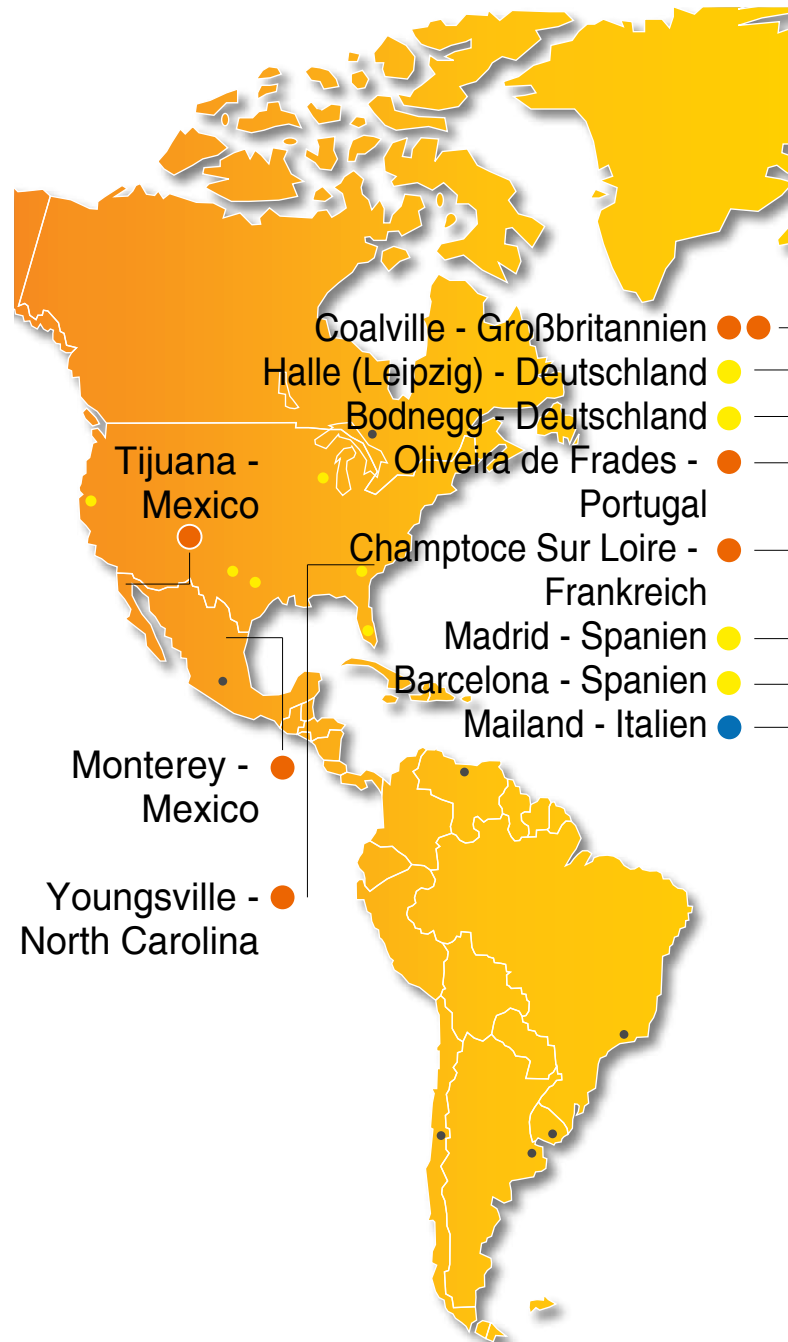 Coalville - Großbritannien
Halle (Leipzig) - Deutschland
Bodnegg - Deutschland
Oliveira de Frades -
Portugal
Champtoce Sur Loire -
Frankreich
Madrid - Spanien
Barcelona - Spanien
Mailand - Italien
Tijuana -
Mexico
Monterey -
Mexico
Youngsville -
North Carolina